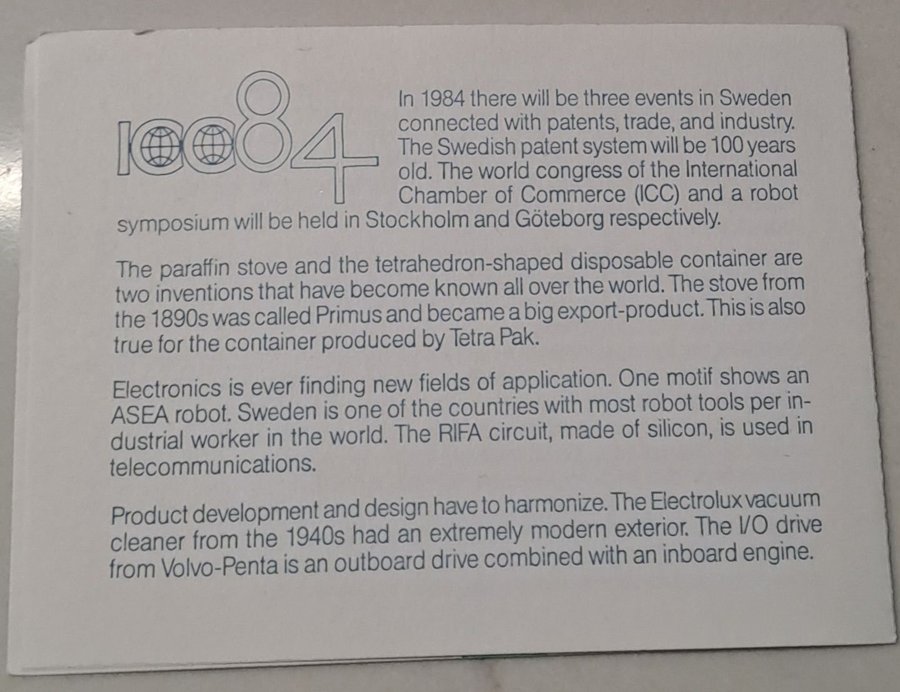 ICC84
In 1984 there will be three events in Sweden
connected with patents, trade, and industry.
The Swedish patent system will be 100 years
old. The world congress of the International
Chamber of Commerce (ICC) and a robot
symposium will be held in Stockholm and Göteborg respectively.
The paraffin stove and the tetrahedron-shaped disposable container are
two inventions that have become known all over the world. The stove from
the 1890s was called Primus and became a big export-product. This is also
true for the container produced by Tetra Pak.
Electronics is ever finding new fields of application. One motif shows an
ASEA robot. Sweden is one of the countries with most robot tools per in-
dustrial worker in the world. The RIFA circuit, made of silicon, is used in
telecommunications.
Product development and design have to harmonize. The Electrolux vacuum
cleaner from the 1940s had an extremely modern exterior. The I/O drive
from Volvo-Penta is an outboard drive combined with an inboard engine.